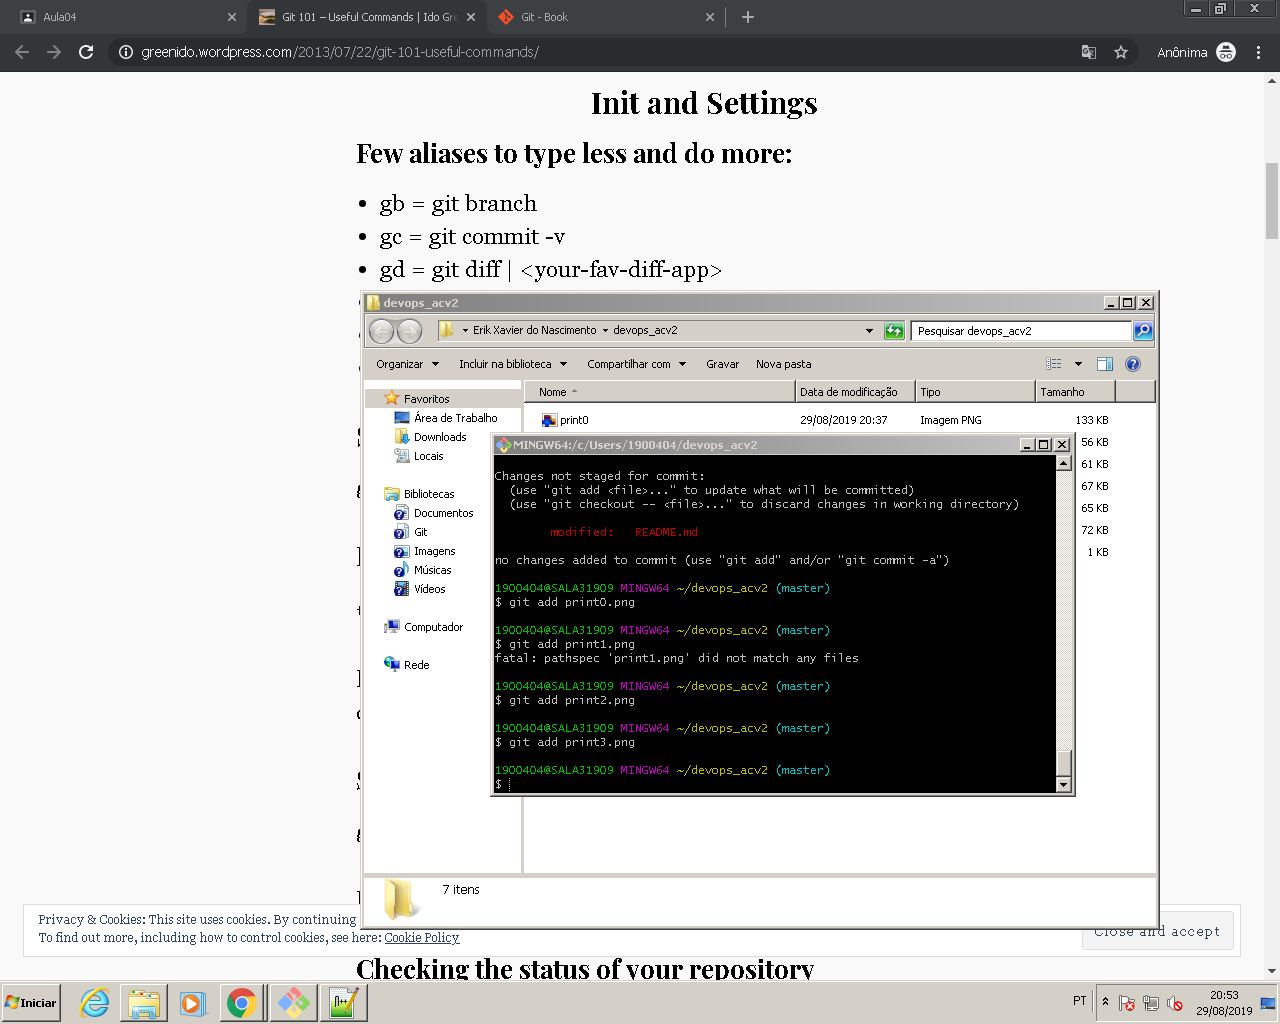 Aula04
Git 101 – Useful Commands | Ido Gre
Git - Book
greenido.wordpress.com/2013/07/22/git-101-useful-commands/
Anônima
Init and Settings
Few aliases to type less and do more:
• gb = git branch
• gc = git commit -v
• gd = git diff | <your-fav-diff-app>
devops_acv2
Erik Xavier do Nascimento devops_acv2
Pesquisar devops_acv2
Organizar Incluir na biblioteca Compartilhar com Gravar Nova pasta
Nome Data de modificação Tipo Tamanho
Favoritos
Área de Trabalho
Downloads
Locais
Bibliotecas
Documentos
Git
Imagens
Músicas
Vídeos
Computador
Rede
print0 29/08/2019 20:37 Imagem PNG 133 KB
56 KB
61 KB
67 KB
65 KB
72 KB
1 KB
MINGW64:/c/Users/1900404/devops_acv2
Changes not staged for commit:
(use "git add <file>..." to update what will be committed)
(use "git checkout -- <file>..." to discard changes in working directory)
modified: README.md
no changes added to commit (use "git add" and/or "git commit -a")
1900404@SALA31909 MINGW64 ~/devops_acv2 (master)
$ git add print0.png
1900404@SALA31909 MINGW64 ~/devops_acv2 (master)
$ git add print1.png
fatal: pathspec 'print1.png' did not match any files
1900404@SALA31909 MINGW64 ~/devops_acv2 (master)
$ git add print2.png
1900404@SALA31909 MINGW64 ~/devops_acv2 (master)
$ git add print3.png
1900404@SALA31909 MINGW64 ~/devops_acv2 (master)
$
7 itens
Privacy & Cookies: This site uses cookies. By continuing
To find out more, including how to control cookies, see here: Cookie Policy
Close and accept
Checking the status of your repository
Iniciar
PT
20:53
29/08/2019